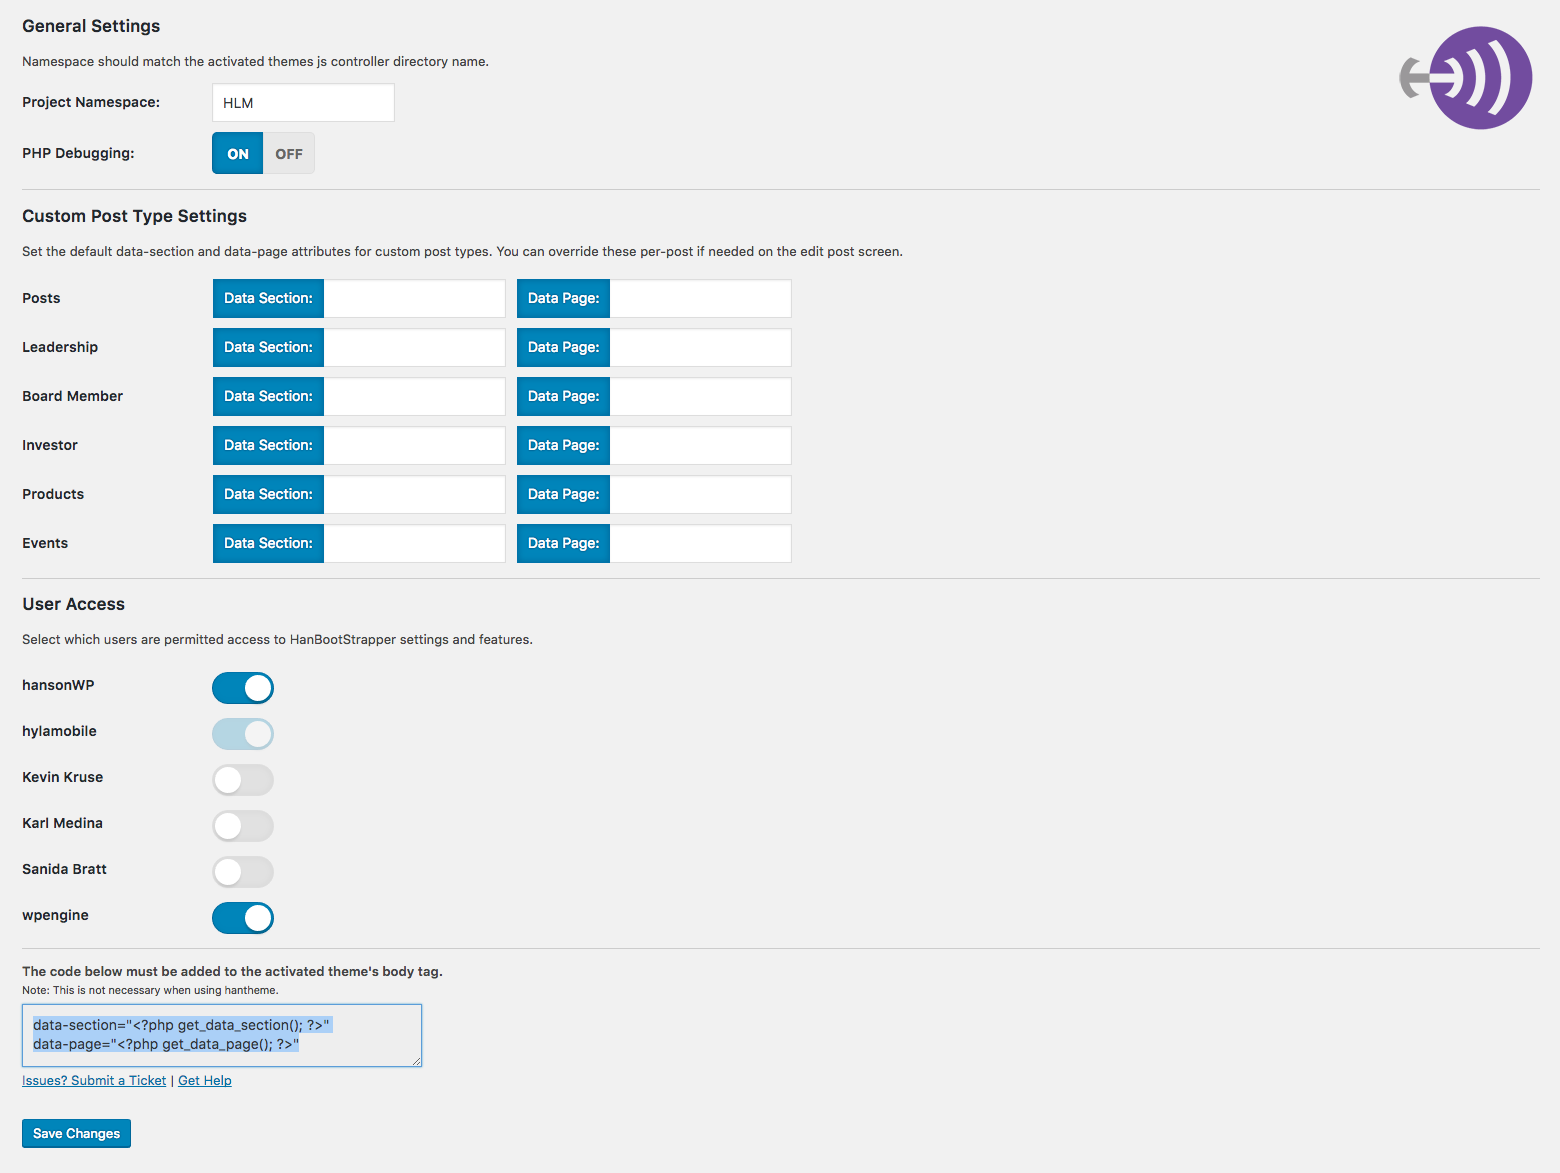 General Settings
Namespace should match the activated themes js controller directory name.
Project Namespace: HLM
PHP Debugging: ON OFF
Custom Post Type Settings
Set the default data-section and data-page attributes for custom post types. You can override these per-post if needed on the edit post screen.
Posts Data Section: Data Page:
Leadership Data Section: Data Page:
Board Member Data Section: Data Page:
Investor Data Section: Data Page:
Products Data Section: Data Page:
Events Data Section: Data Page:
User Access
Select which users are permitted access to HanBootStrapper settings and features.
hansonWP
hylamobile
Kevin Kruse
Karl Medina
Sanida Bratt
wpengine
The code below must be added to the activated theme's body tag.
Note: This is not necessary when using hantheme.
data-section="<?php get_data_section(); ?>"
data-page="<?php get_data_page(); ?>"
Issues? Submit a Ticket | Get Help
Save Changes